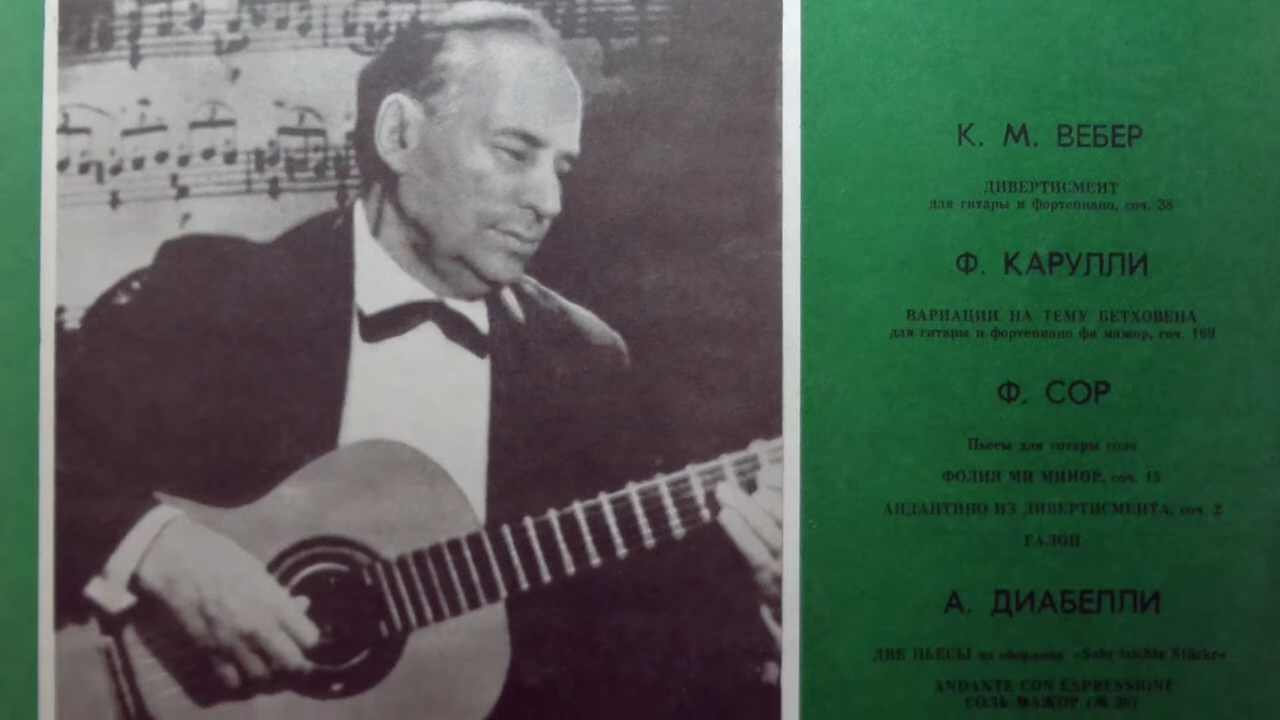 К. М. ВЕБЕР
ДИВЕРТИСМЕНТ
для гитары и фортепиано, соч. 38
Ф. КАРУЛЛИ
ВАРИАЦИИ НА ТЕМУ БЕТХОВЕНА
для гитары и фортепиано фа мажор, соч. 169
Ф. СОР
Пьесы для гитары соло
ФОЛИЯ МИ МИНОР, соч. 15
АНДАНТИНО ИЗ ДИВЕРТИСМЕНТА, соч. 2
ГАЛОП
А. ДИАБЕЛЛИ
ДВЕ ПЬЕСЫ из сборника «Sehr leichte Stücke»
ANDANTE CON ESPRESSIONE
СОЛЬ МАЖОР